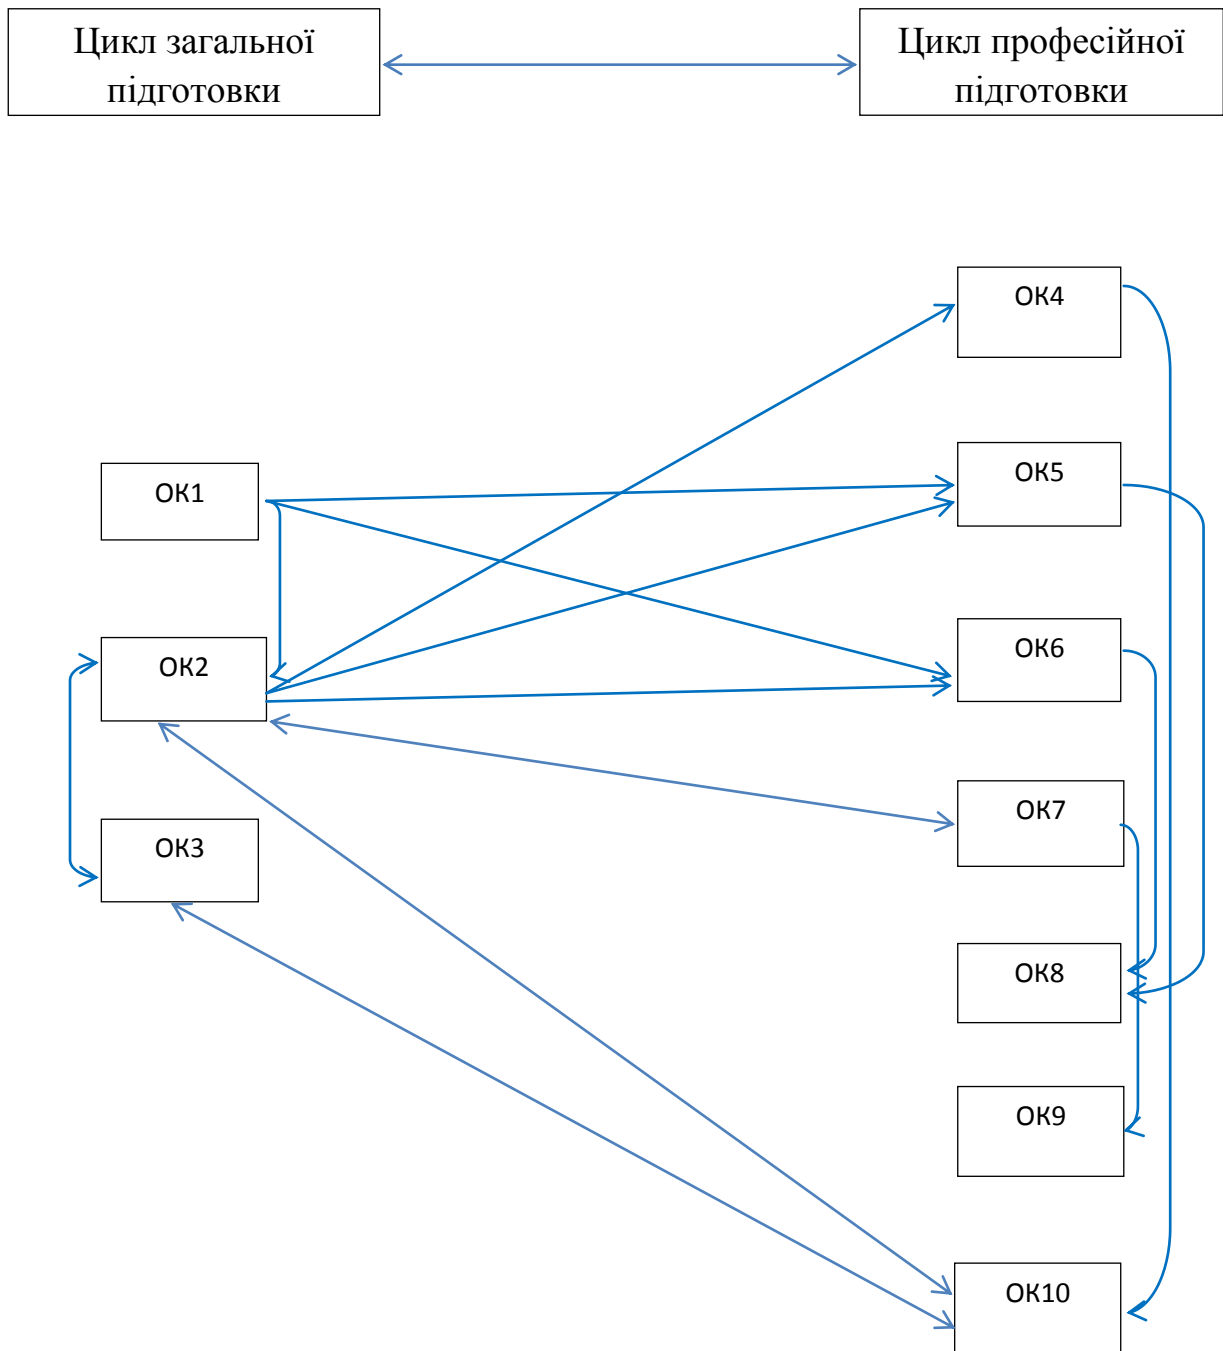 Цикл загальної
підготовки
Цикл професійної
підготовки
ОК4
ОК1
ОК5
ОК2
ОК6
ОК3
ОК7
ОК8
ОК9
ОК10